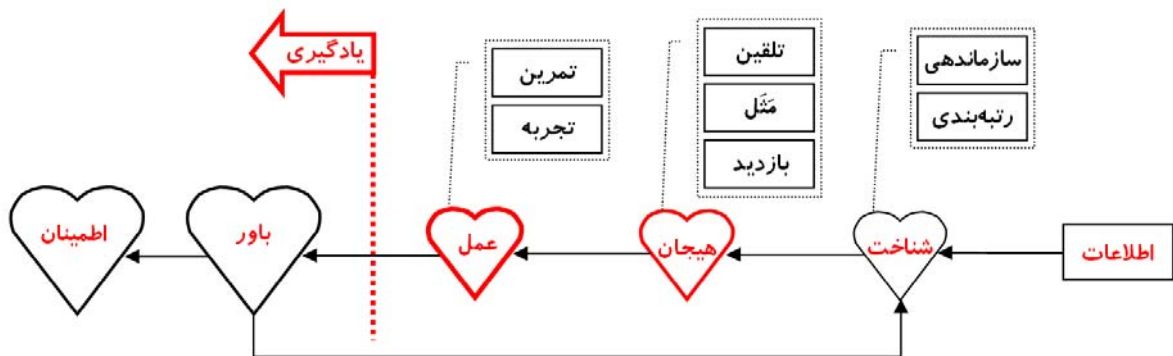 سازماندهی
رتبه‌بندی
تلقین
مَثَل
بازدید
تمرین
تجربه
یادگیری
اطلاعات
شناخت
هیجان
عمل
باور
اطمینان